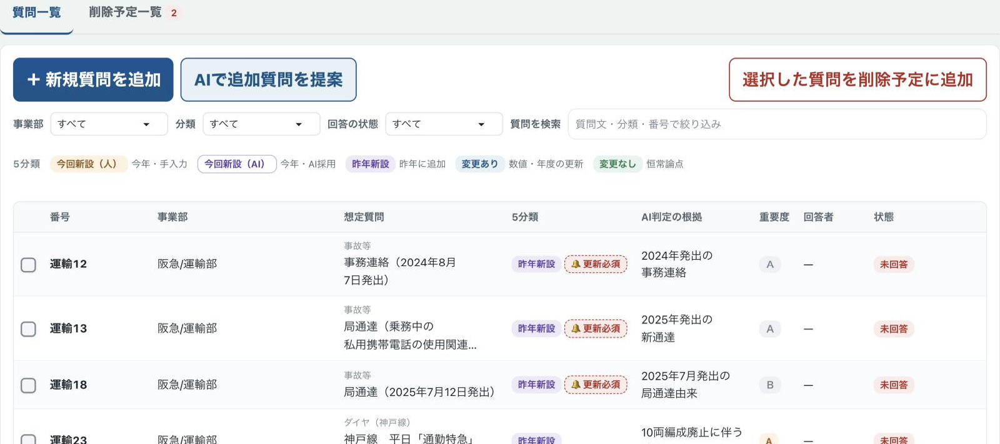 質問一覧 削除予定一覧 2
+ 新規質問を追加 AIで追加質問を提案 選択した質問を削除予定に追加
事業部 すべて 分類 すべて 回答の状態 すべて 質問を検索 質問文・分類・番号で絞り込み
5分類 今回新設（人） 今年・手入力 今回新設（AI） 今年・AI採用 昨年新設 昨年に追加 変更あり 数値・年度の更新 変更なし 恒常論点
番号 事業部 想定質問 5分類 AI判定の根拠 重要度 回答者 状態
事故等
運輸12 阪急/運輸部 事務連絡（2024年8月
7日発出） 昨年新設 更新必須 2024年発出の
事務連絡 A — 未回答
事故等
運輸13 阪急/運輸部 局通達（乗務中の
私用携帯電話の使用関連... 昨年新設 更新必須 2025年発出の
新通達 A — 未回答
事故等
運輸18 阪急/運輸部 局通達（2025年7月12日発出） 昨年新設 更新必須 2025年7月発出の
局通達由来 B — 未回答
ダイヤ（神戸線）
運輸23 阪急/運輸部 神戸線 平日「通勤特急」 昨年新設 10両編成廃止に伴う A — 未回答